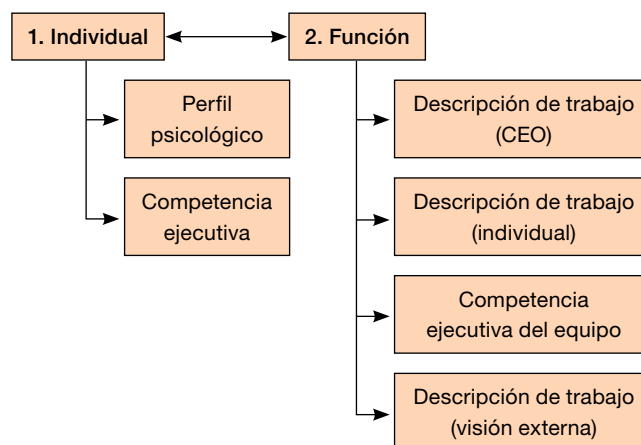 1. Individual
2. Función
Perfil
psicológico
Competencia
ejecutiva
Descripción de trabajo
(CEO)
Descripción de trabajo
(individual)
Competencia
ejecutiva del equipo
Descripción de trabajo
(visión externa)